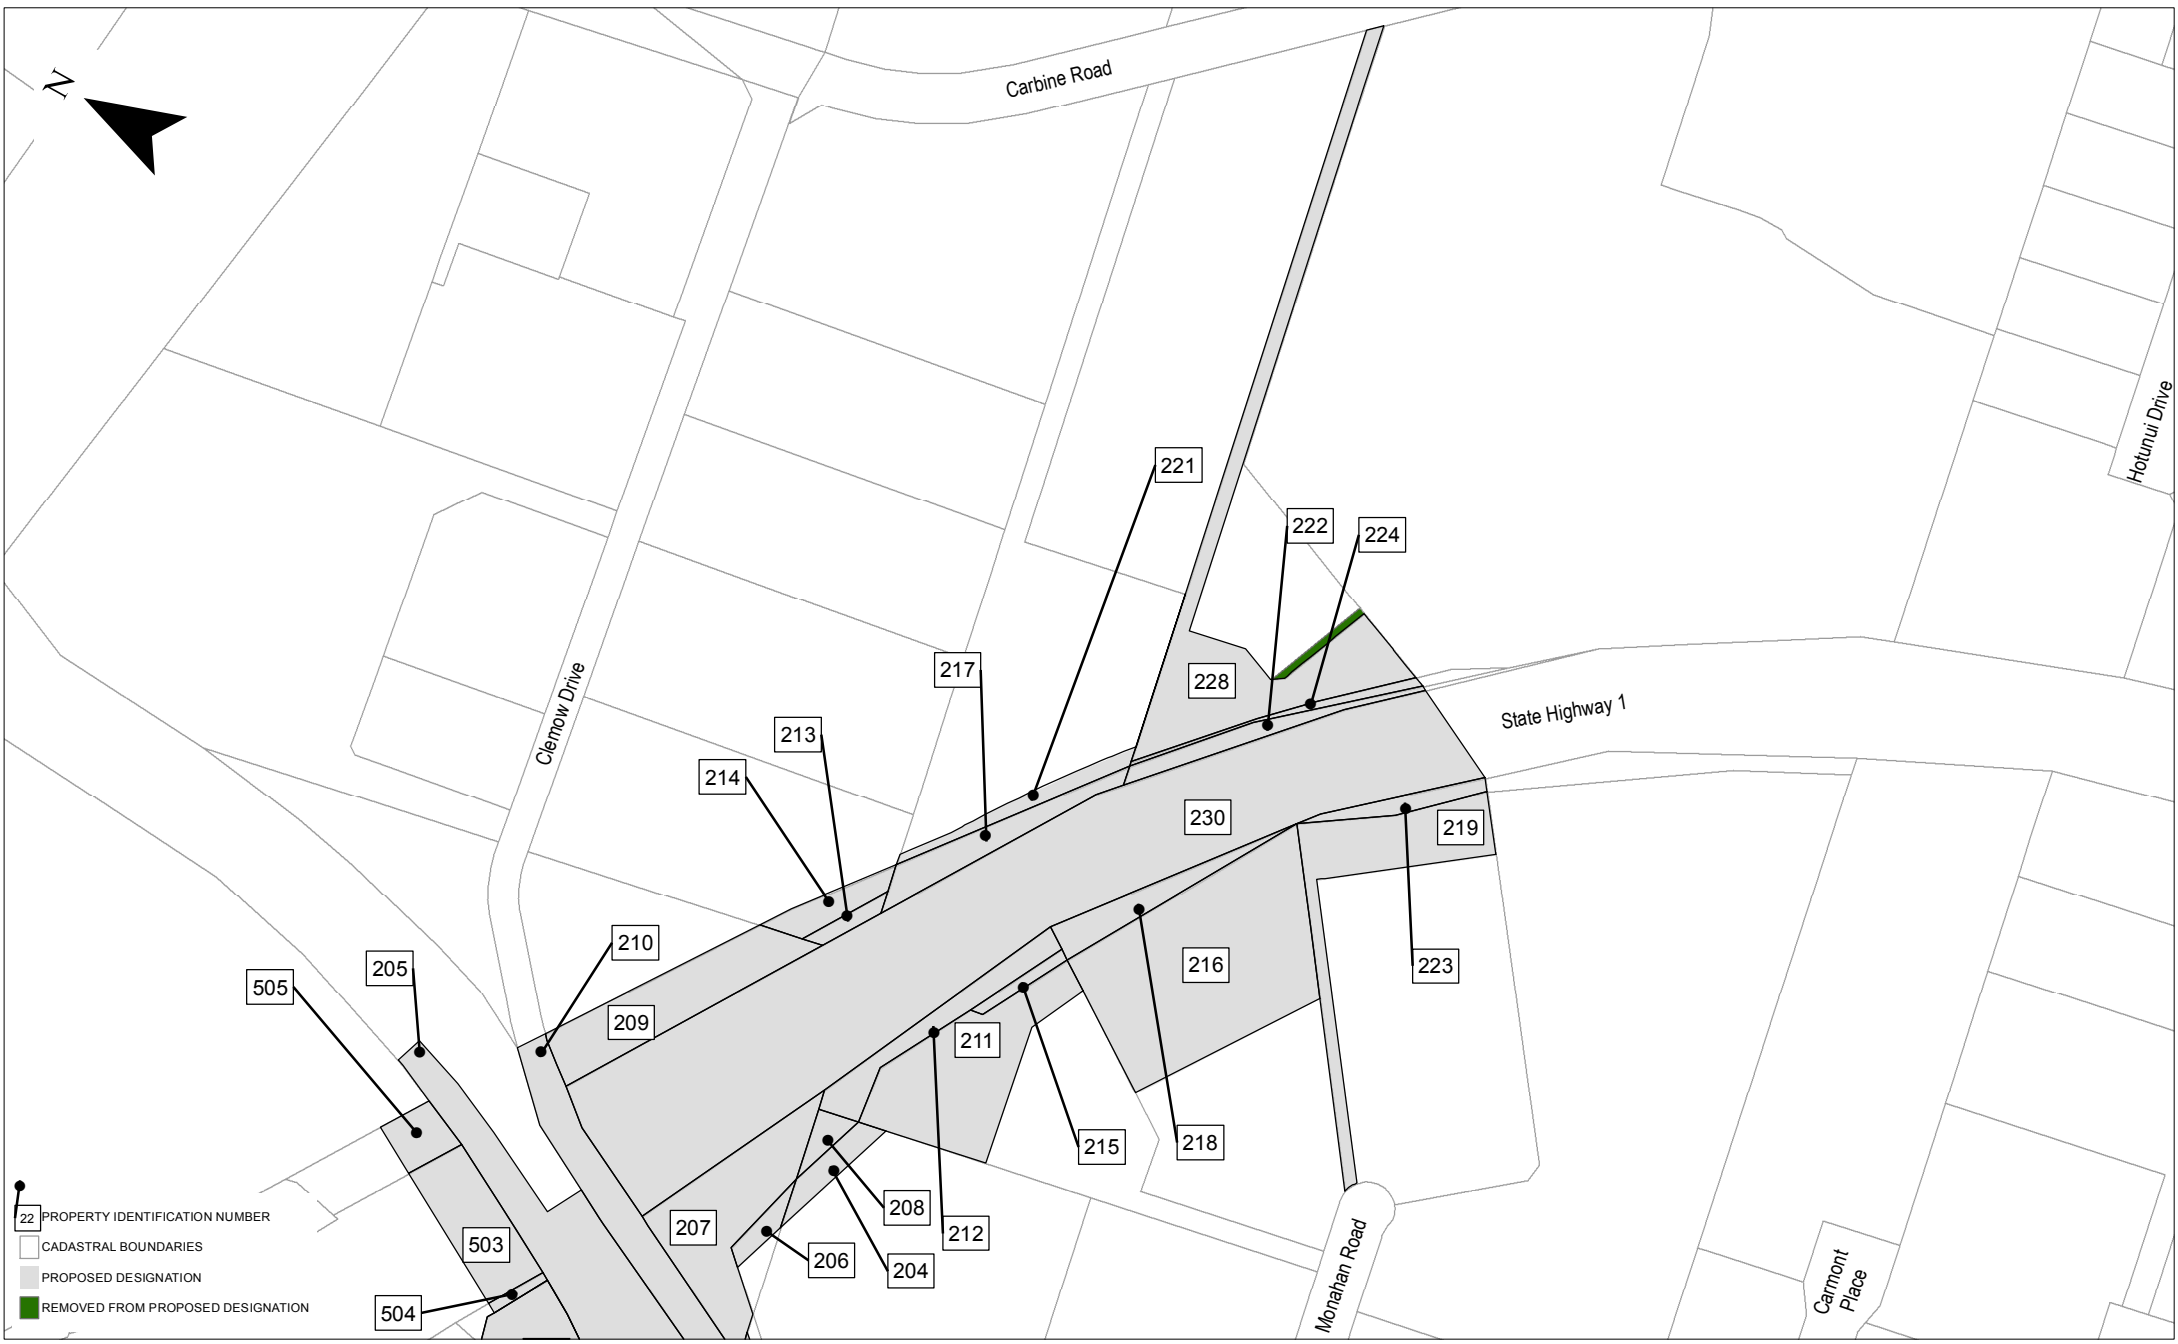 N
Carbine Road
221
222
224
Hotunui Drive
217
228
Clemow Drive
State Highway 1
213
214
230
219
210
205
216
223
505
209
211
215
218
22 PROPERTY IDENTIFICATION NUMBER
208
207
212
CADASTRAL BOUNDARIES
503
206
204
Monahan Road
Carmont
Place
PROPOSED DESIGNATION
REMOVED FROM PROPOSED DESIGNATION
504